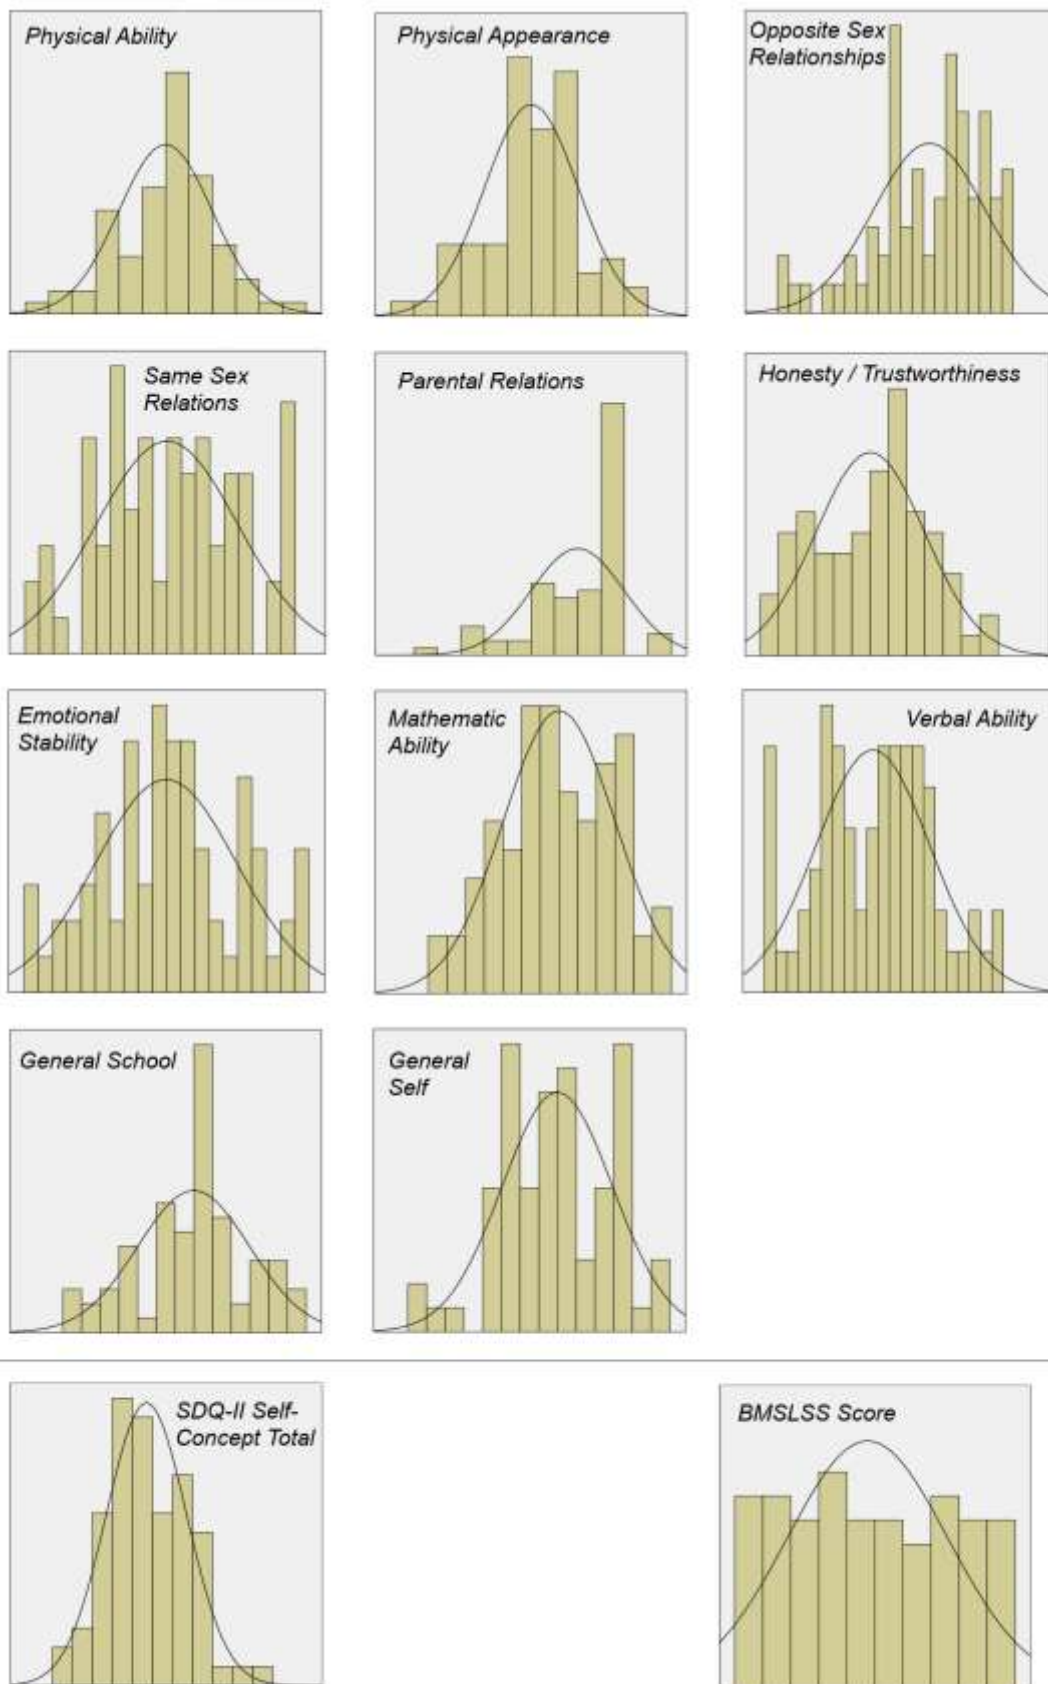 Physical Ability
Physical Appearance
Opposite Sex
Relationships
Same Sex
Relations
Parental Relations
Honesty / Trustworthiness
Emotional
Stability
Mathematic
Ability
Verbal Ability
General School
General
Self
SDQ-II Self-
Concept Total
BMSLSS Score